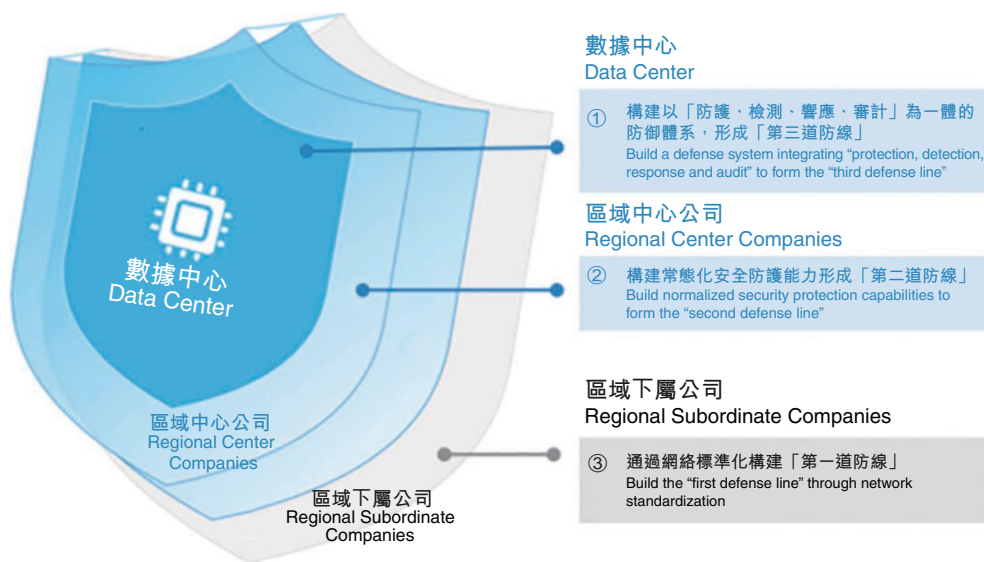 數據中心
Data Center
區域中心公司
Regional Center
Companies
區域下屬公司
Regional Subordinate
Companies
數據中心
Data Center
① 構建以「防護、檢測、響應、審計」為一體的
防御體系，形成「第三道防線」
Build a defense system integrating “protection, detection,
response and audit” to form the “third defense line”
區域中心公司
Regional Center Companies
② 構建常態化安全防護能力形成「第二道防線」
Build normalized security protection capabilities to
form the “second defense line”
區域下屬公司
Regional Subordinate Companies
③ 通過網絡標準化構建「第一道防線」
Build the “first defense line” through network
standardization